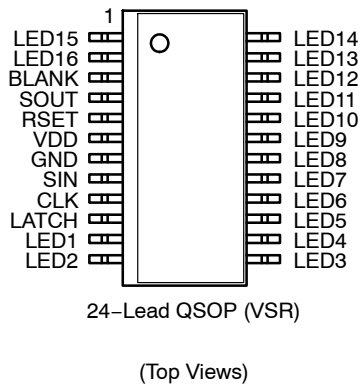 1
LED15 LED14
LED16 LED13
BLANK LED12
SOUT LED11
RSET LED10
VDD LED9
GND LED8
SIN LED7
CLK LED6
LATCH LED5
LED1 LED4
LED2 LED3
24−Lead QSOP (VSR)
(Top Views)